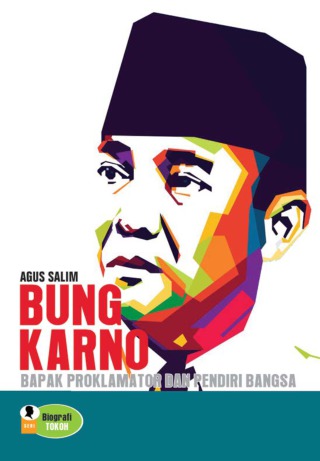 AGUS SALIM
BUNG
KARNO
BAPAK PROKLAMATOR DAN PENDIRI BANGSA
Biografi
TOKOH